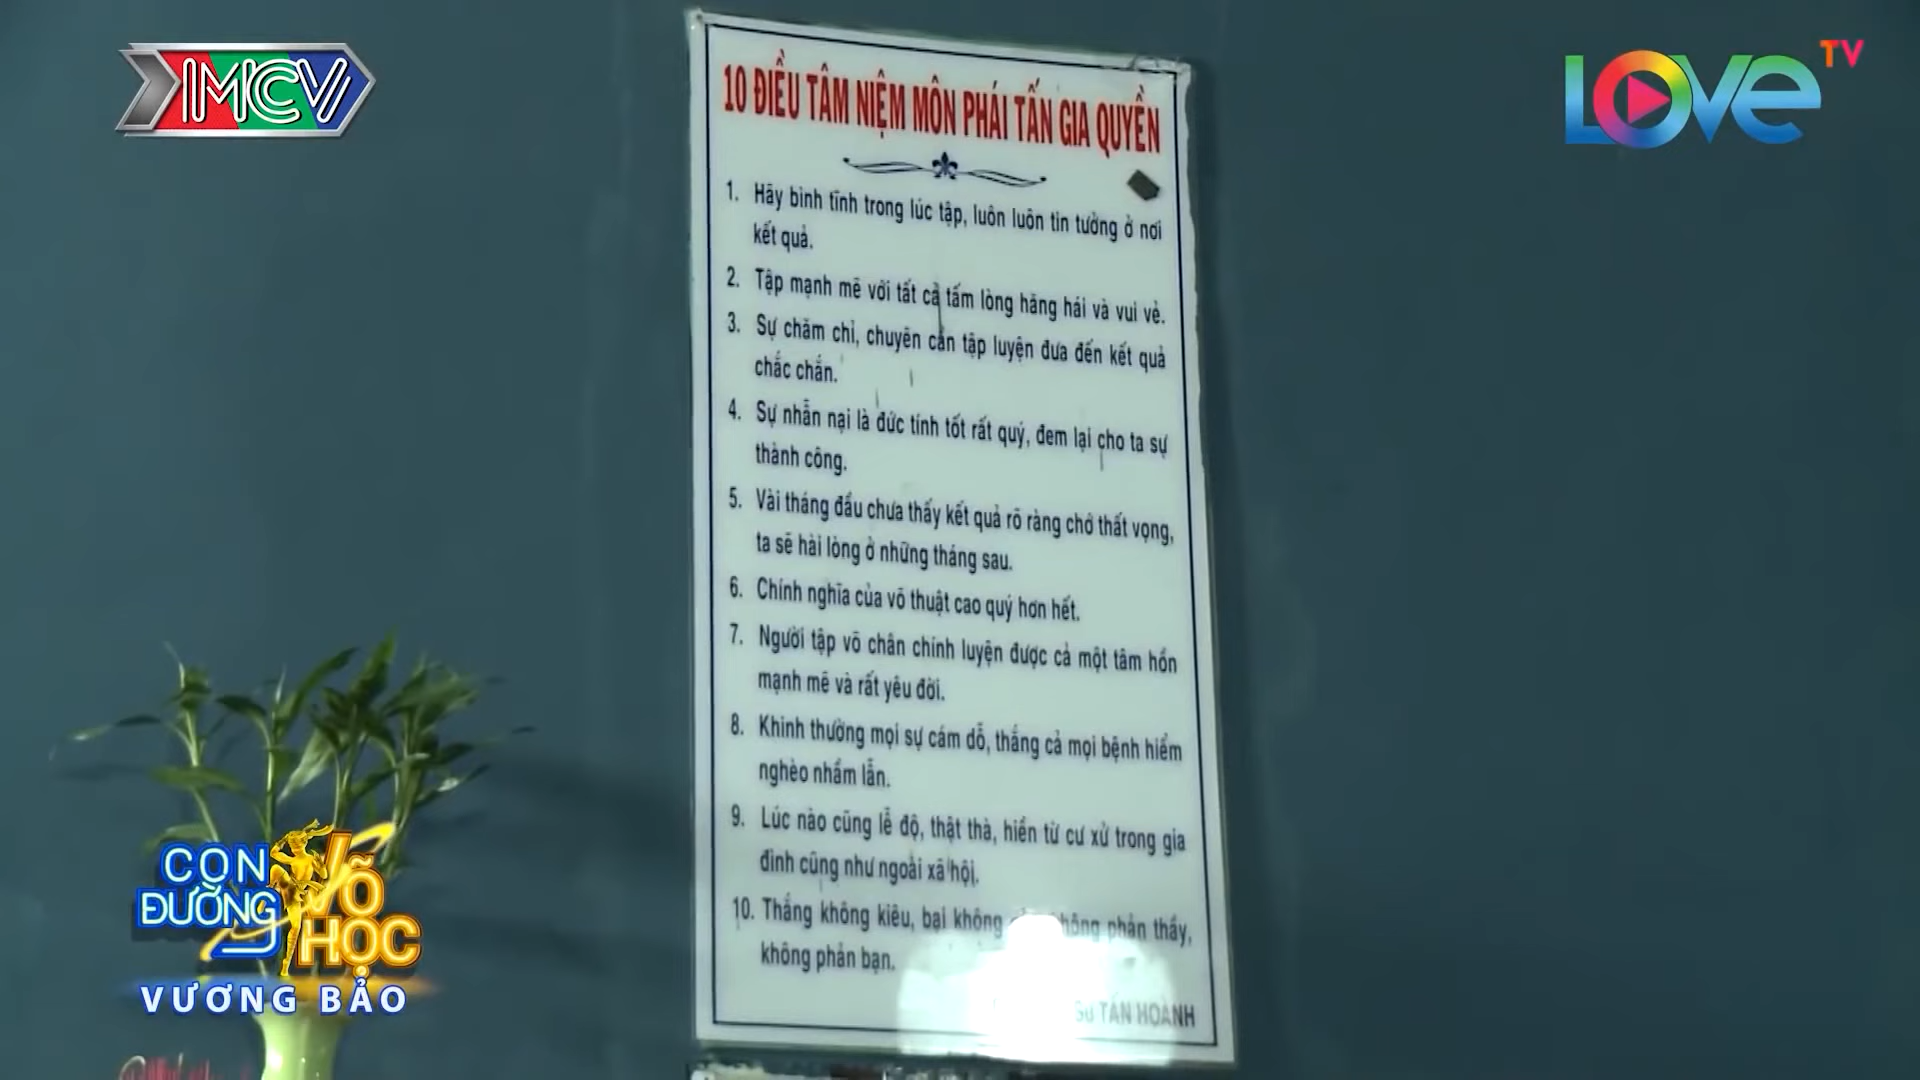 MCV
LOVE TV
10 ĐIỀU TÂM NIỆM MÔN PHÁI TẤN GIA QUYỀN
1. Hãy bình tĩnh trong lúc tập, luôn luôn tin tưởng ở nơi
kết quả.
2. Tập mạnh mẽ với tất cả tấm lòng hăng hái và vui vẻ.
3. Sự chăm chỉ, chuyên cần tập luyện đưa đến kết quả
chắc chắn.
4. Sự nhẫn nại là đức tính tốt rất quý, đem lại cho ta sự
thành công.
5. Vài tháng đầu chưa thấy kết quả rõ ràng chớ thất vọng,
ta sẽ hài lòng ở những tháng sau.
6. Chính nghĩa của võ thuật cao quý hơn hết.
7. Người tập võ chân chính luyện được cả một tâm hồn
mạnh mẽ và rất yêu đời.
8. Khinh thường mọi sự cám dỗ, thắng cả mọi bệnh hiểm
nghèo nhầm lẫn.
9. Lúc nào cũng lễ độ, thật thà, hiền từ cư xử trong gia
đình cũng như ngoài xã hội.
10. Thắng không kiêu, bại không không phản thầy,
không phản bạn.
TẤN HOÀNH
CON ĐƯỜNG VÕ HỌC
VƯƠNG BẢO